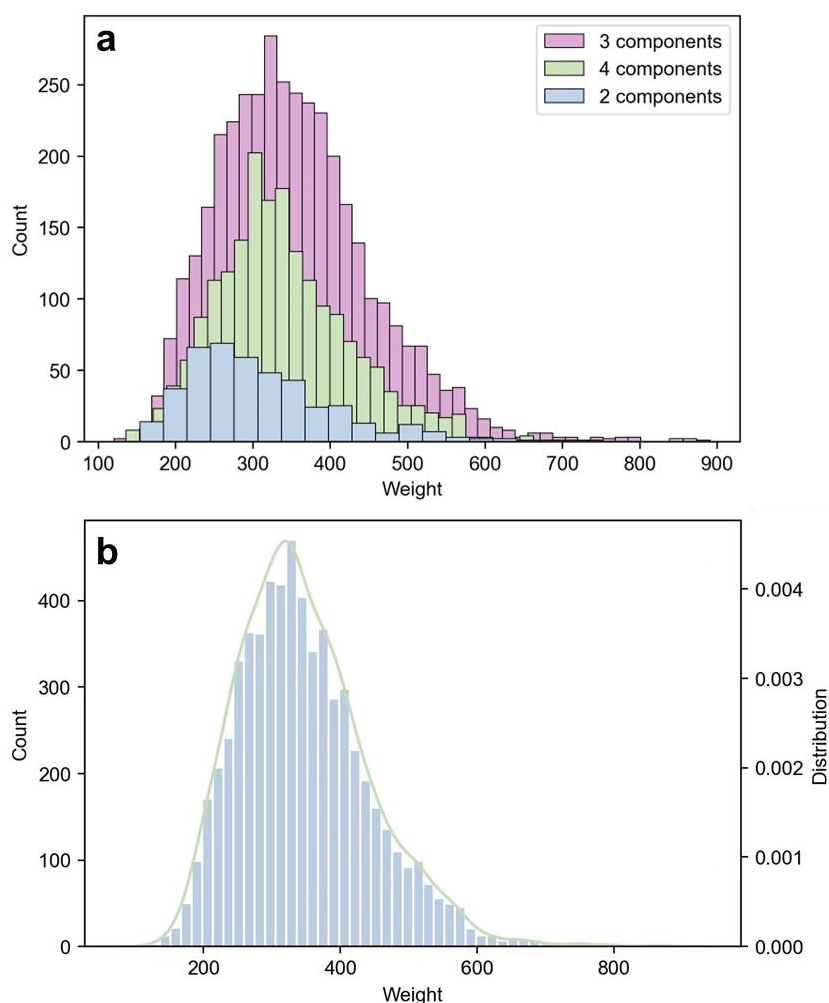 a
3 components
4 components
2 components
250
200
150
100
50
0
Count
100 200 300 400 500 600 700 800 900
Weight
b
400
300
200
100
0
Count
0.004
0.003
0.002
0.001
0.000
Distribution
200 400 600 800
Weight